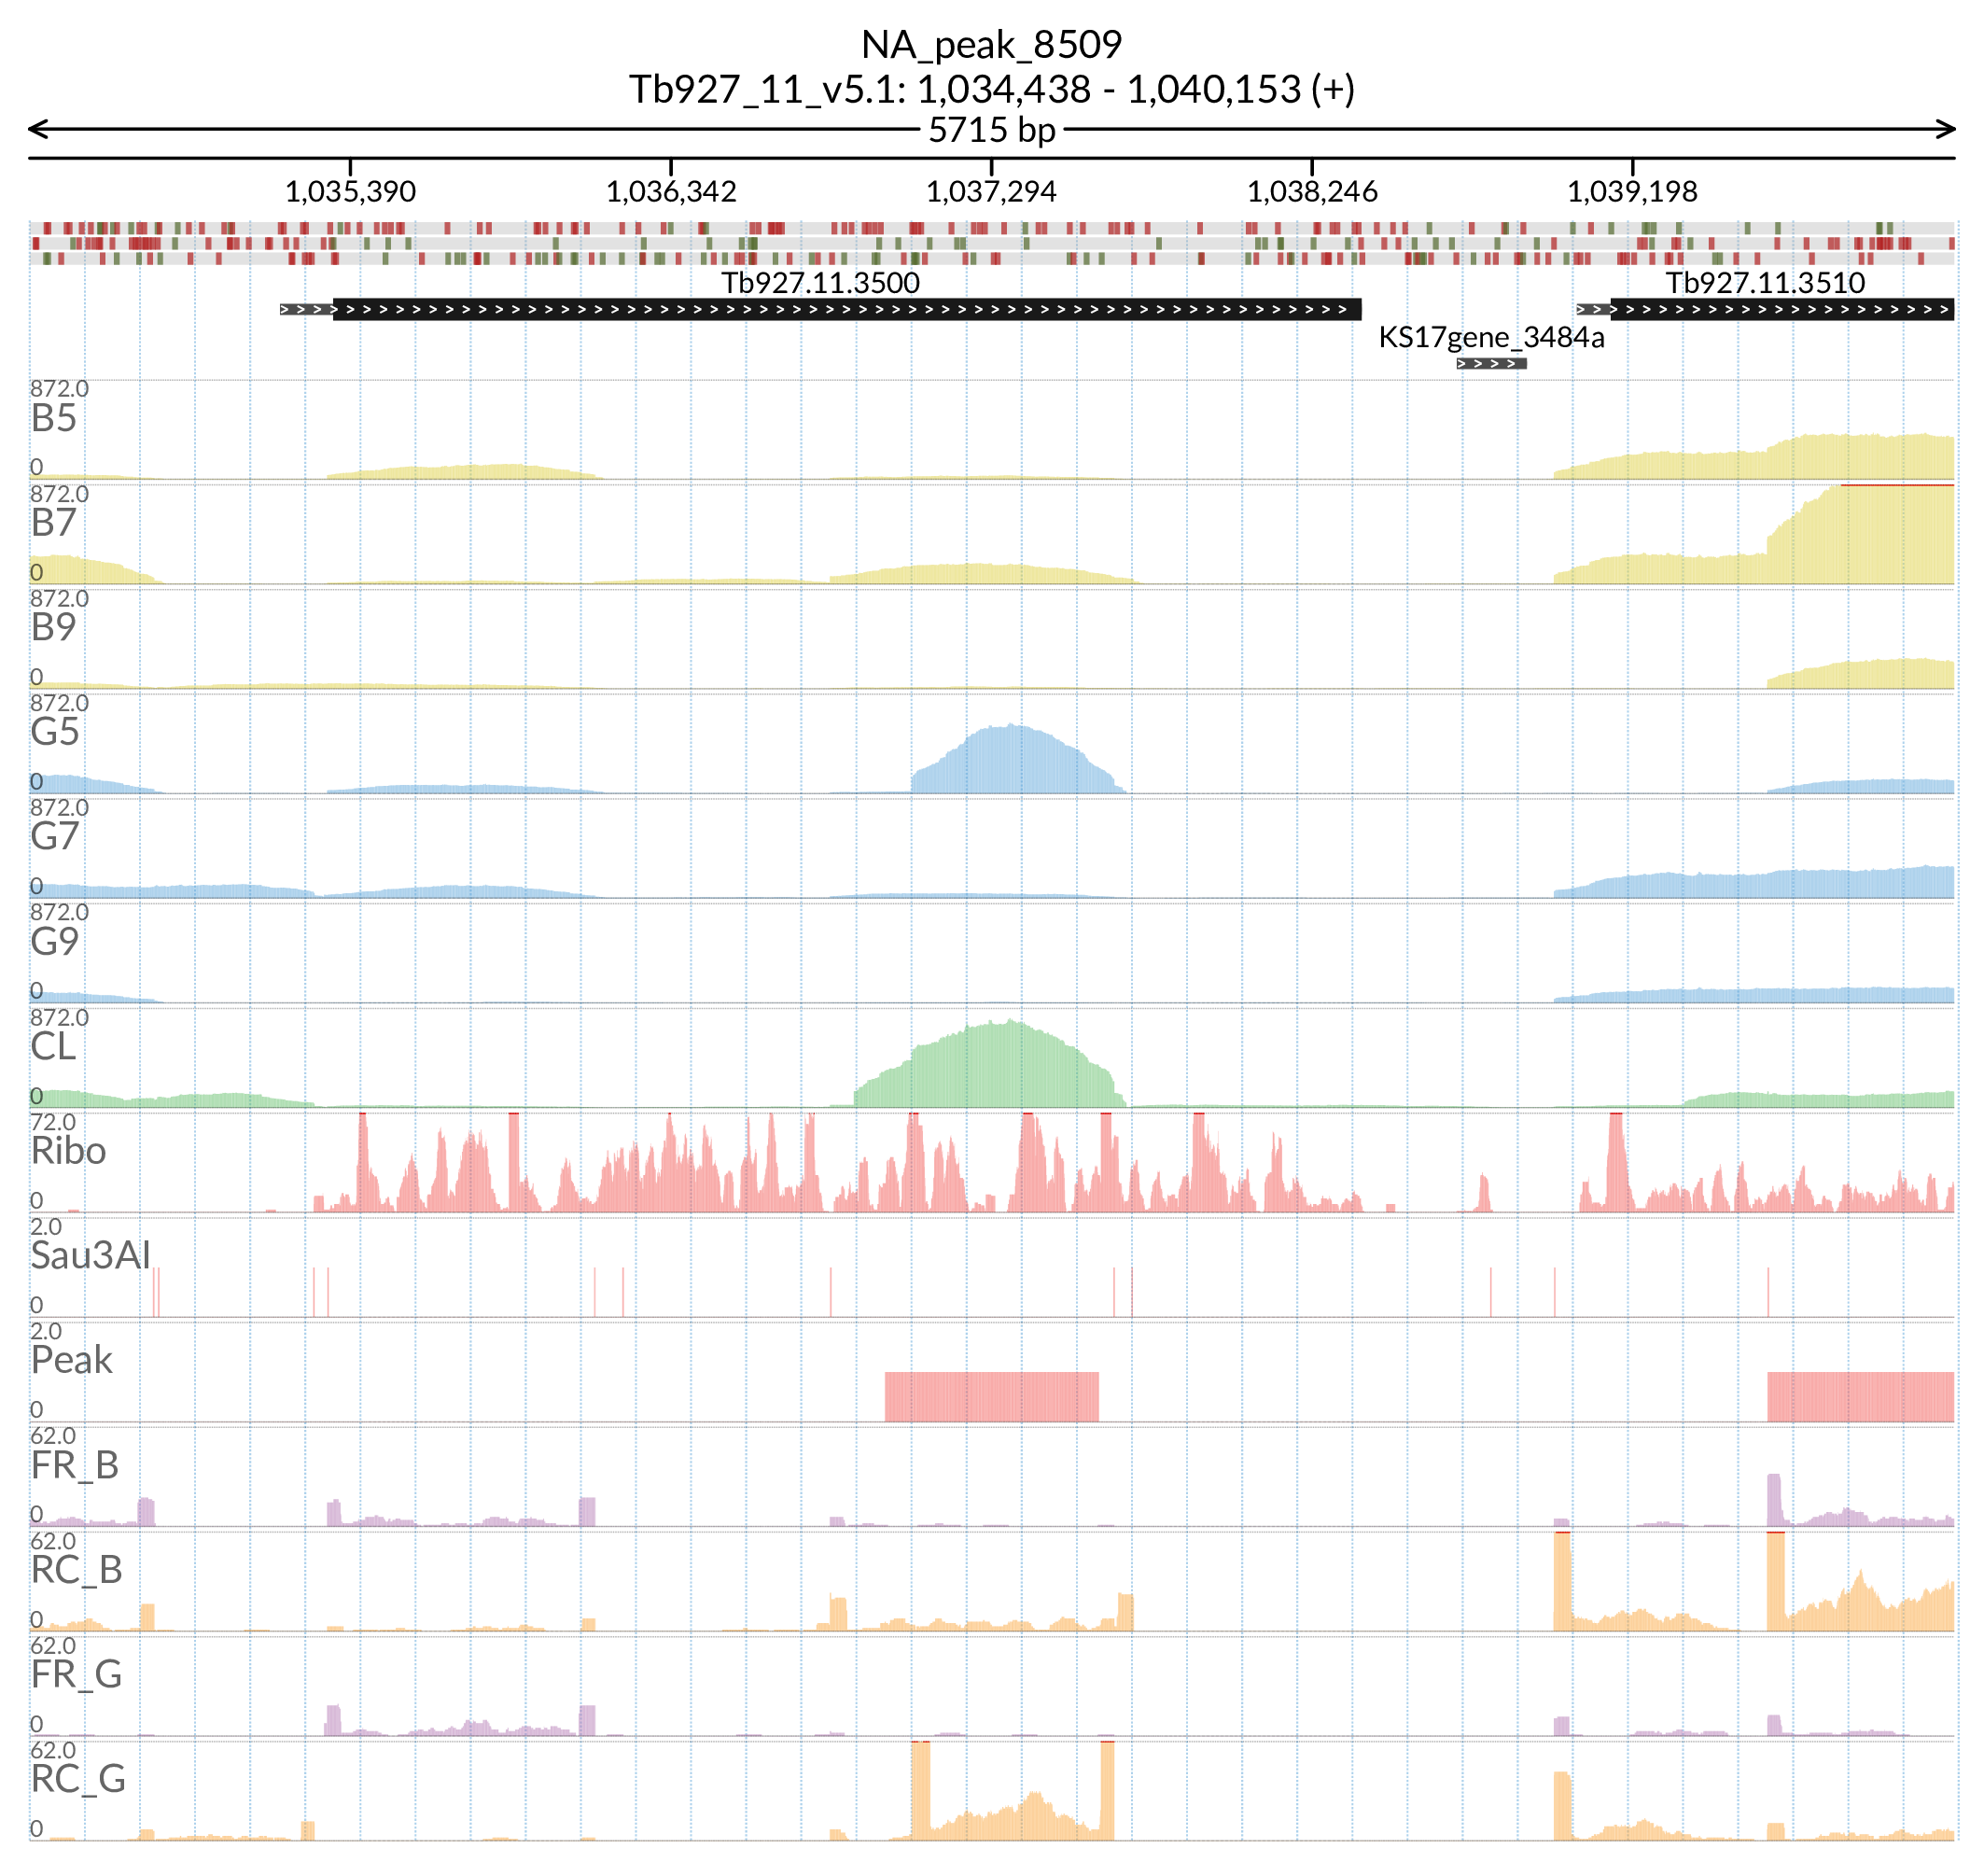 NA_peak_8509
Tb927_11_v5.1: 1,034,438 - 1,040,153 (+)
5715 bp
1,035,390 1,036,342 1,037,294 1,038,246 1,039,198
Tb927.11.3500 Tb927.11.3510
KS17gene_3484a
872.0
B5
0
872.0
B7
0
872.0
B9
0
872.0
G5
0
872.0
G7
0
872.0
G9
0
872.0
CL
0
72.0
Ribo
0
2.0
Sau3AI
0
2.0
Peak
0
62.0
FR_B
0
62.0
RC_B
0
62.0
FR_G
0
62.0
RC_G
0